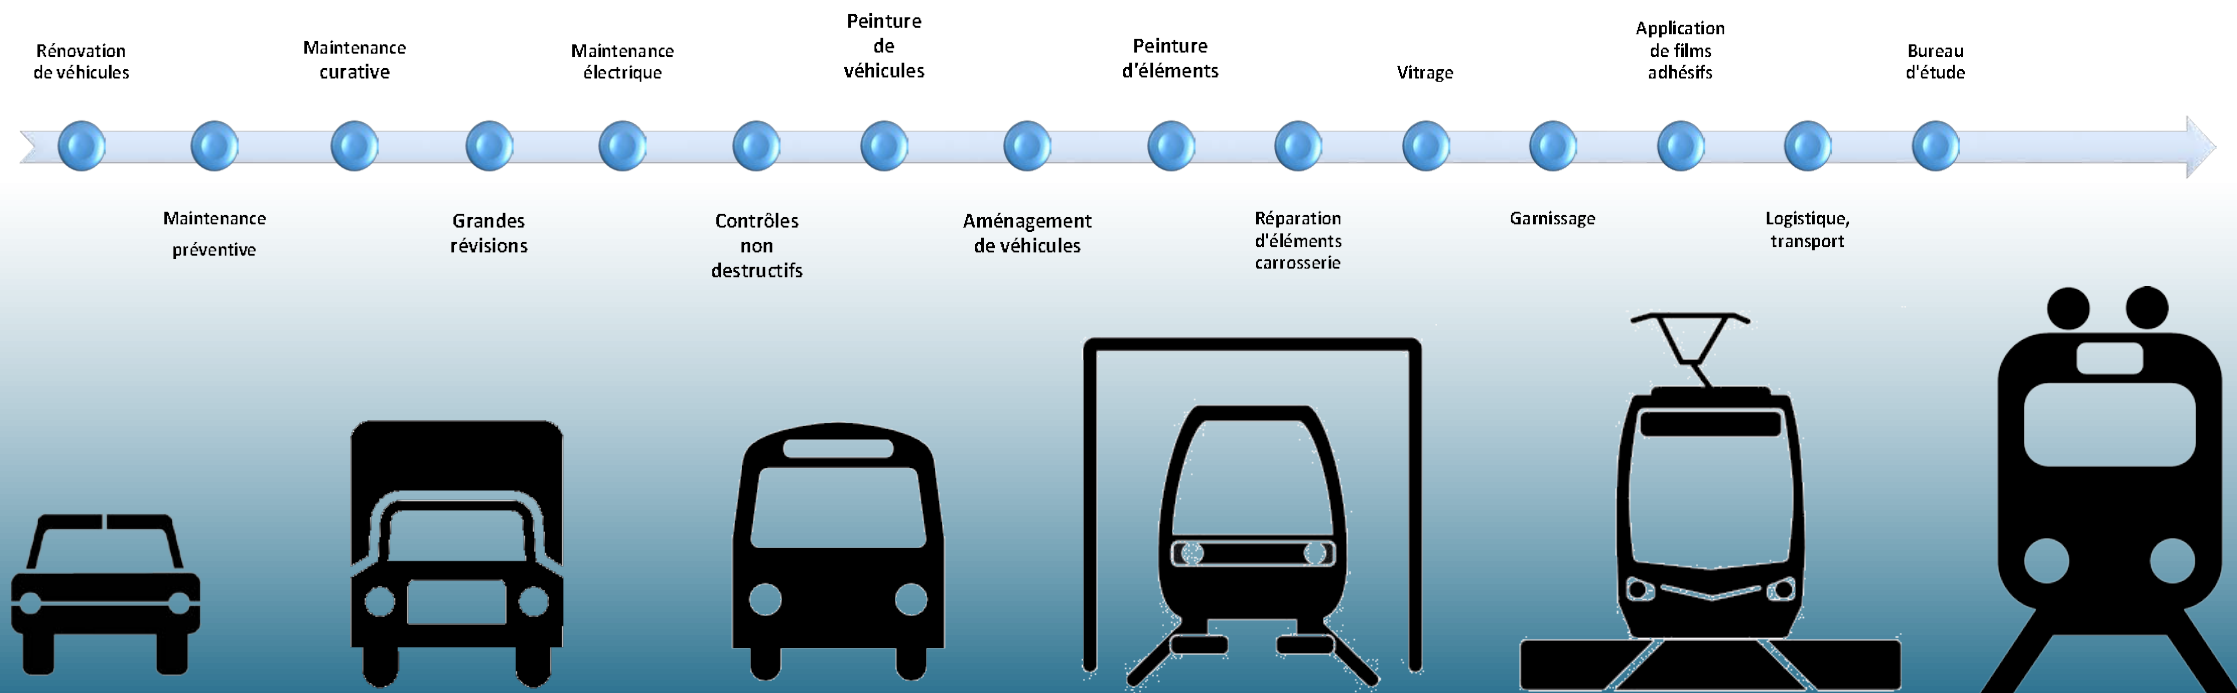 Rénovation
de véhicules
Maintenance
préventive
Maintenance
curative
Grandes
révisions
Maintenance
électrique
Contrôles
non
destructifs
Peinture
de
véhicules
Aménagement
de véhicules
Peinture
d'éléments
Réparation
d'éléments
carrosserie
Vitrage
Garnissage
Application
de films
adhésifs
Logistique,
transport
Bureau
d'étude